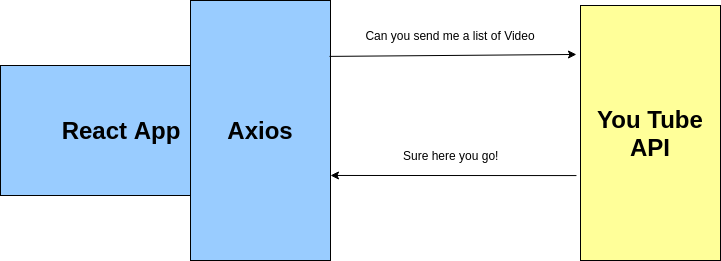 Can you send me a list of Video
React App
Axios
You Tube
API
Sure here you go!